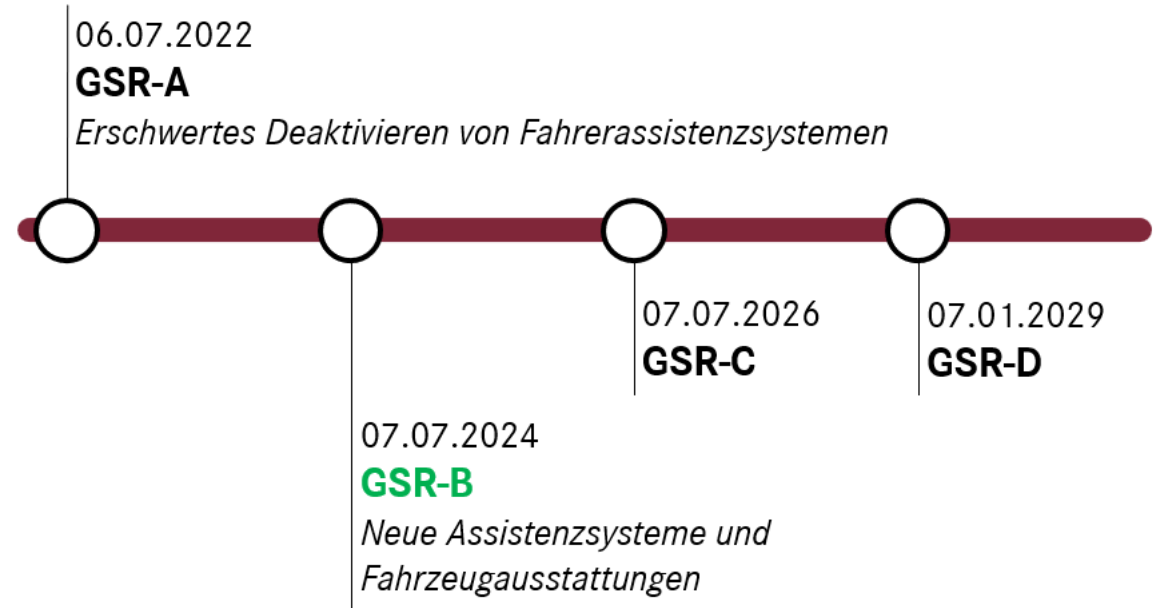 06.07.2022
GSR-A
Erschwertes Deaktivieren von Fahrerassistenzsystemen
07.07.2024
GSR-B
Neue Assistenzsysteme und
Fahrzeugausstattungen
07.07.2026
GSR-C
07.01.2029
GSR-D